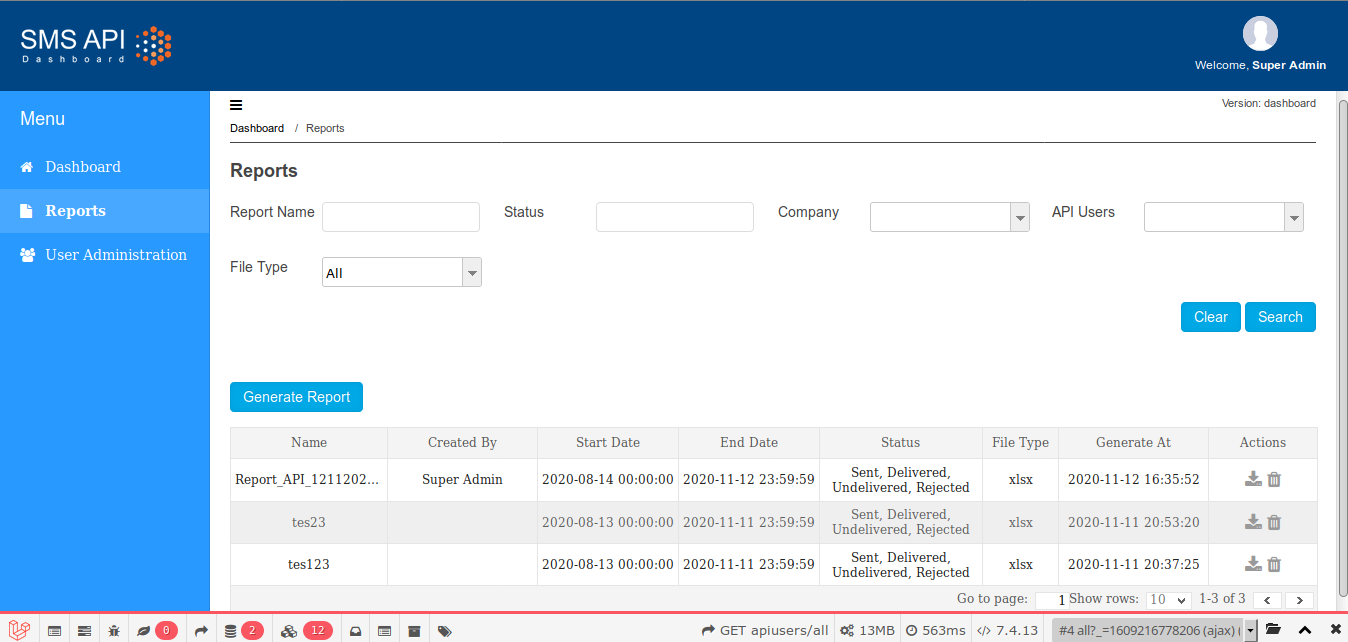 SMS API
Dashboard
Welcome, Super Admin
Menu
Dashboard
Reports
User Administration
Version: dashboard
Dashboard / Reports
Reports
Report Name Status Company API Users
File Type All
Clear Search
Generate Report
Name Created By Start Date End Date Status File Type Generate At Actions
Report_API_1211202... Super Admin 2020-08-14 00:00:00 2020-11-12 23:59:59 Sent, Delivered, Undelivered, Rejected xlsx 2020-11-12 16:35:52
tes23 2020-08-13 00:00:00 2020-11-11 23:59:59 Sent, Delivered, Undelivered, Rejected xlsx 2020-11-11 20:53:20
tes123 2020-08-13 00:00:00 2020-11-11 23:59:59 Sent, Delivered, Undelivered, Rejected xlsx 2020-11-11 20:37:25
Go to page: 1 Show rows: 10 1-3 of 3
0 2 12 GET apiusers/all 13MB 563ms 7.4.13 #4 all?_=1609216778206 (ajax) (